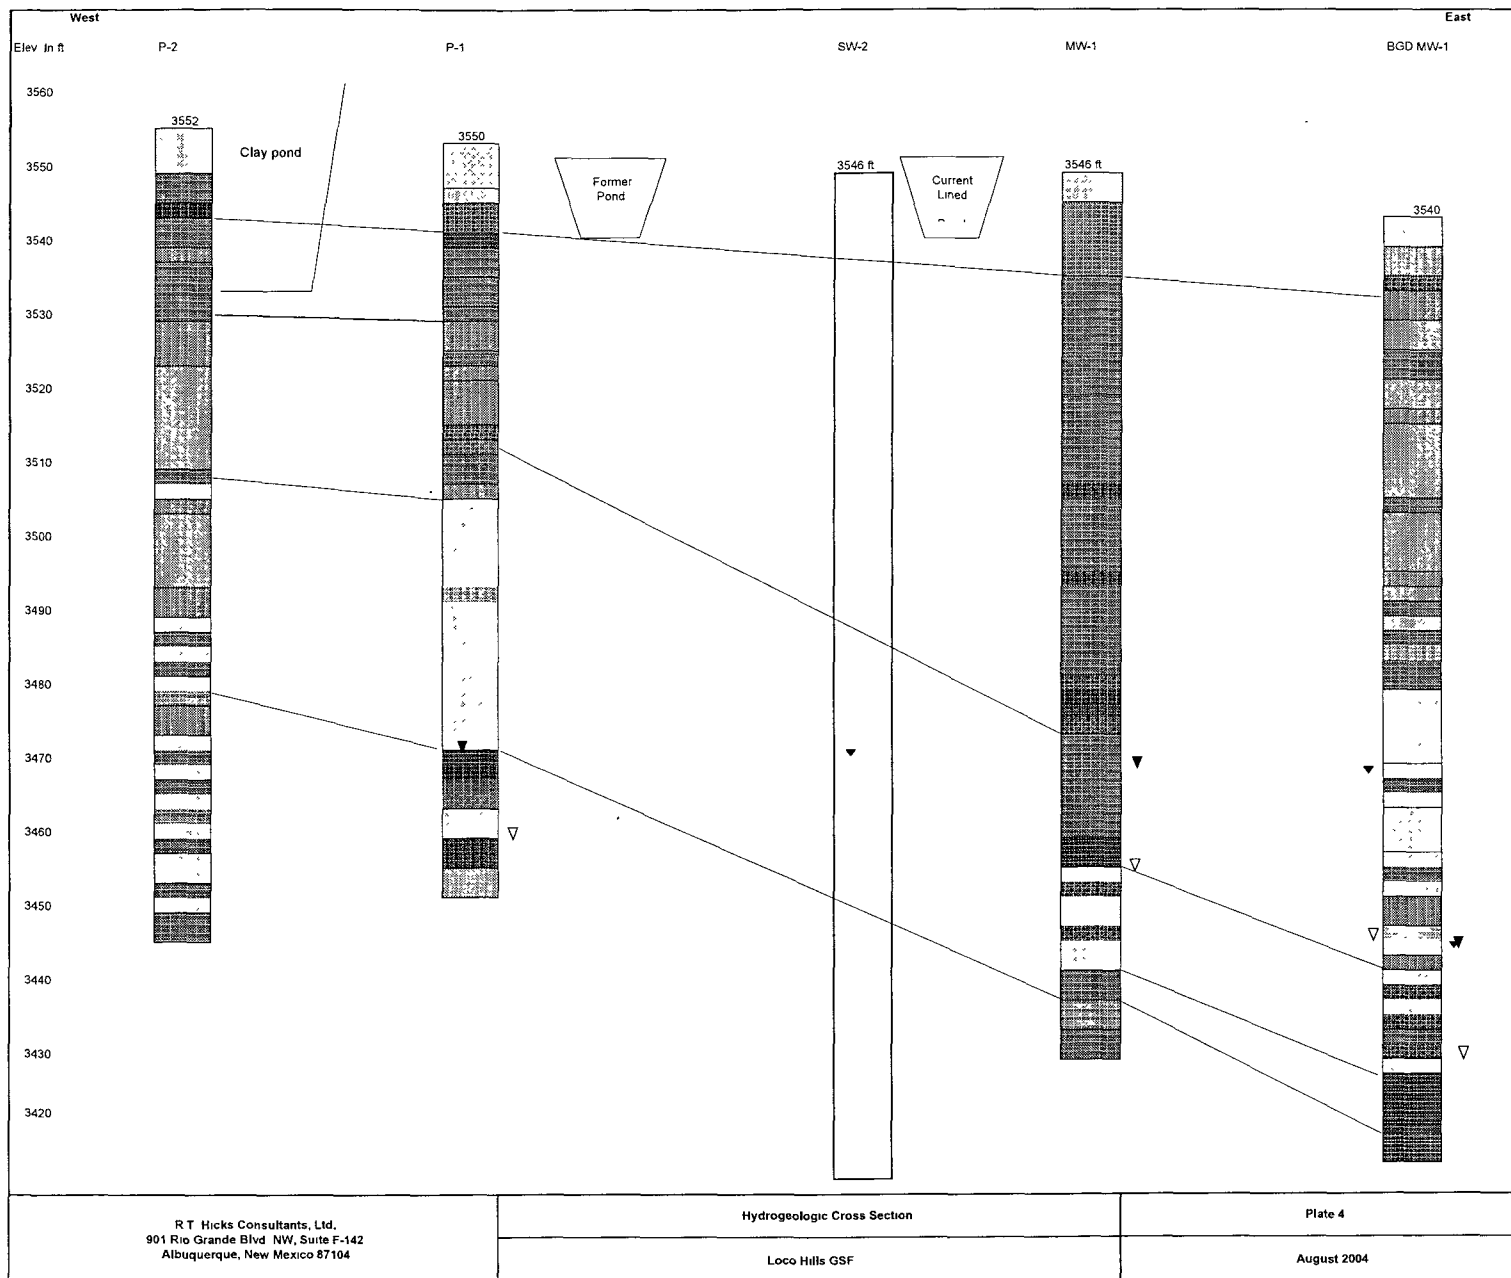 West
East
Elev In ft
P-2
P-1
SW-2
MW-1
BGD MW-1
3560
3552
3550
3546 ft
3546 ft
3540
Clay pond
Former
Pond
Current
Lined
3550
3540
3530
3520
3510
3500
3490
3480
3470
3460
3450
3440
3430
3420
R T Hicks Consultants, Ltd.
901 Rio Grande Blvd NW, Suite F-142
Albuquerque, New Mexico 87104
Hydrogeologic Cross Section
Loco Hills GSF
Plate 4
August 2004